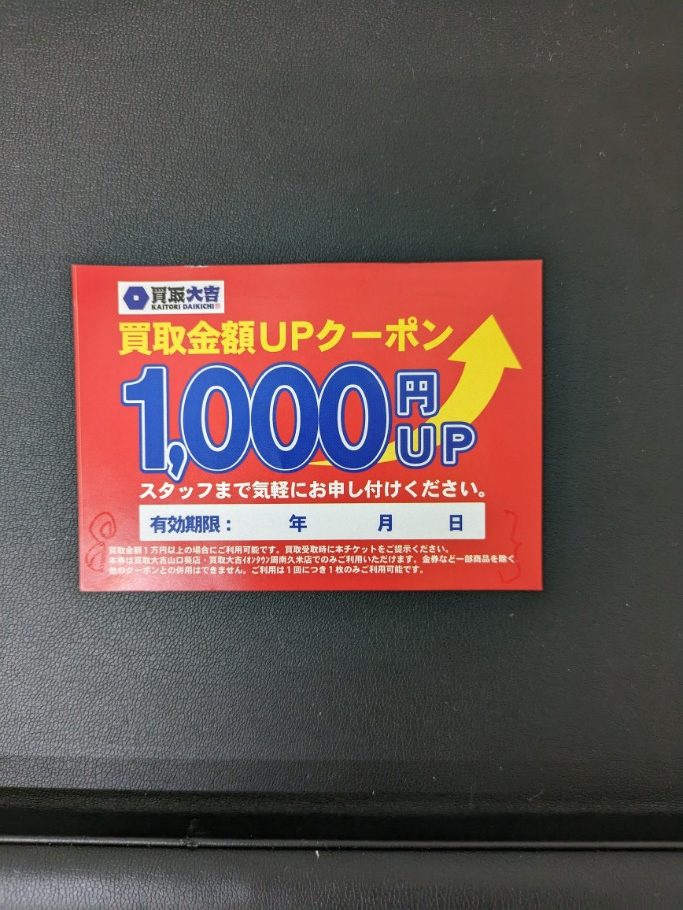 買取大吉
KAITORI DAIKICHI
買取金額UPクーポン
1,000円UP
スタッフまで気軽にお申し付けください。
有効期限： 年 月 日
買取金額1万円以上の場合にご利用可能です。買取受取時に本チケットをご提示ください。
本券は買取大吉山口葵店・買取大吉ｲｵﾝﾀｳﾝ周南久米店でのみご利用いただけます。金券など一部商品を除く
他のクーポンとの併用はできません。ご利用は1回につき1枚のみご利用可能です。